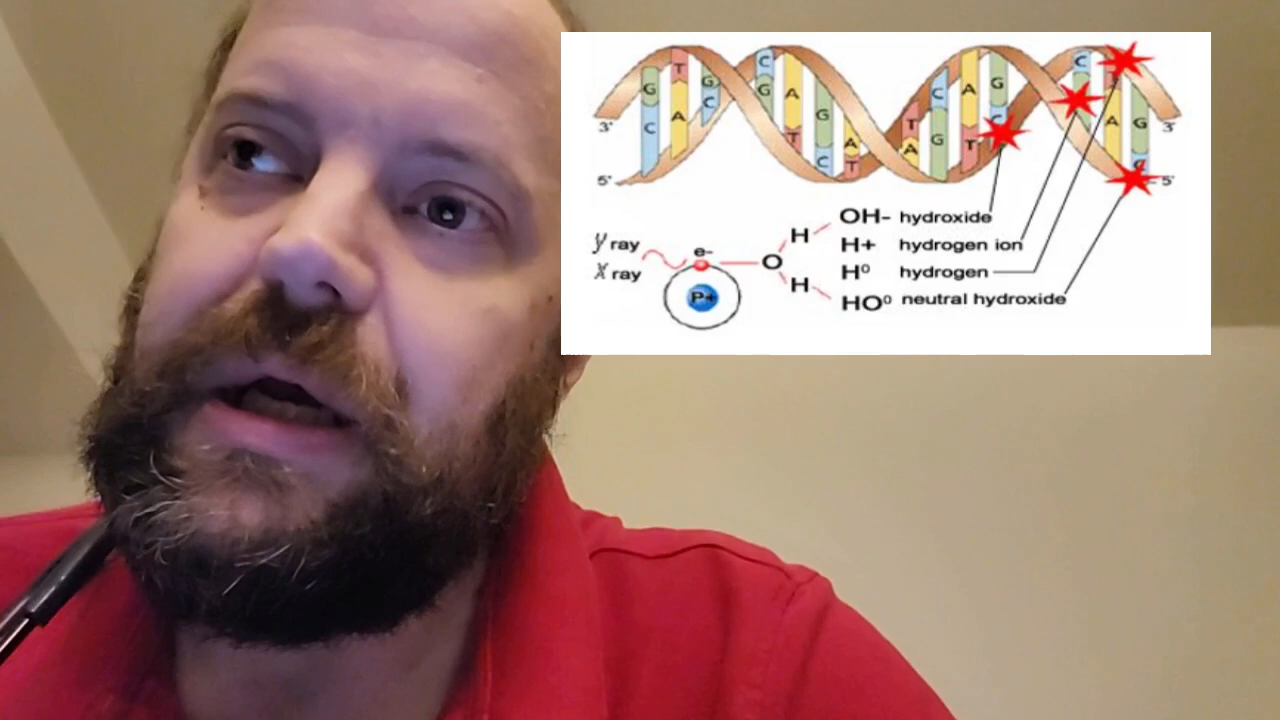 T C C
G G G A C A G T
C
C A G T C A G
3' T A G A T 3'
C T C
5' 5'
OH- hydroxide
H
e- H+ hydrogen ion
γ ray
O
x ray H⁰ hydrogen
H
P+ HO⁰ neutral hydroxide